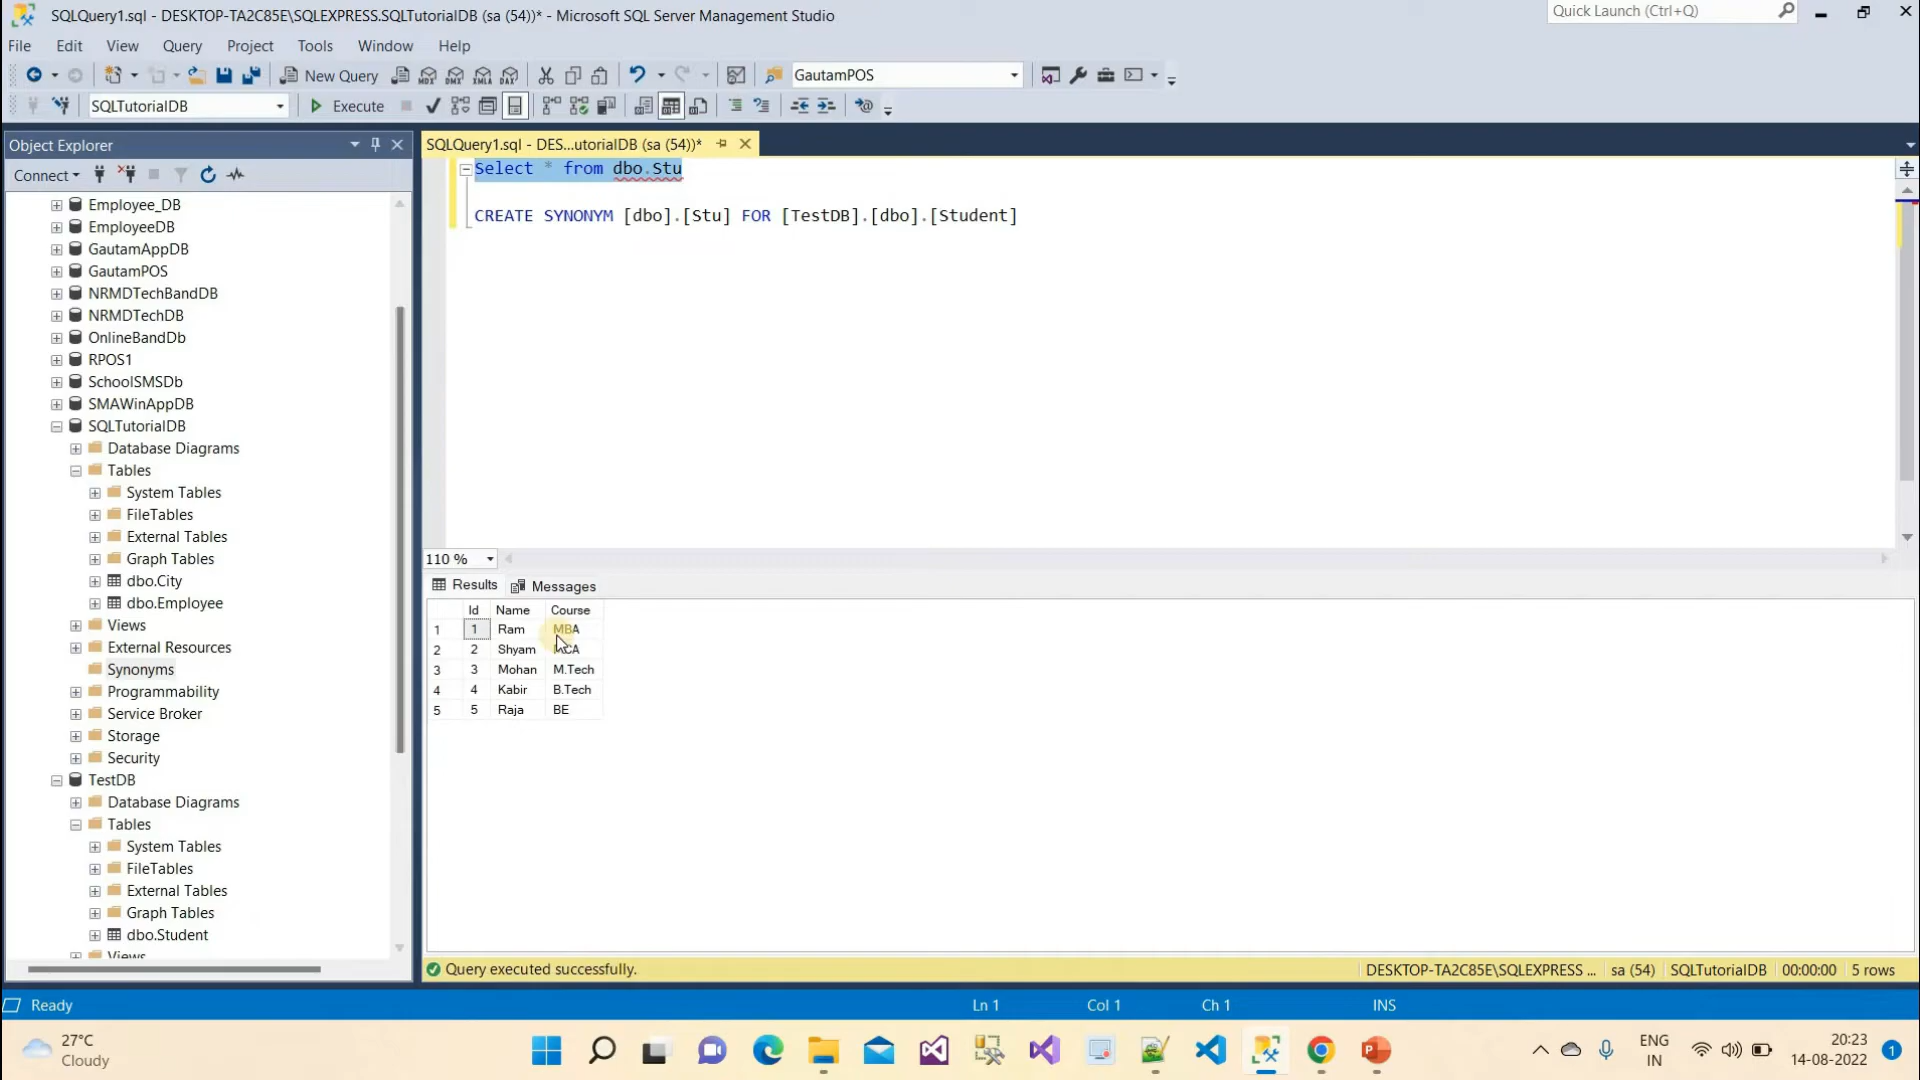 SQLQuery1.sql - DESKTOP-TA2C85E\SQLEXPRESS.SQLTutorialDB (sa (54))* - Microsoft SQL Server Management Studio
Quick Launch (Ctrl+Q)
File Edit View Query Project Tools Window Help
New Query MDX DMX XMLA DAX GautamPOS
SQLTutorialDB Execute
Object Explorer
Connect
Employee_DB
EmployeeDB
GautamAppDB
GautamPOS
NRMDTechBandDB
NRMDTechDB
OnlineBandDb
RPOS1
SchoolSMSDb
SMAWinAppDB
SQLTutorialDB
Database Diagrams
Tables
System Tables
FileTables
External Tables
Graph Tables
dbo.City
dbo.Employee
Views
External Resources
Synonyms
Programmability
Service Broker
Storage
Security
TestDB
Database Diagrams
Tables
System Tables
FileTables
External Tables
Graph Tables
dbo.Student
Views
SQLQuery1.sql - DES...utorialDB (sa (54))*
Select * from dbo.Stu
CREATE SYNONYM [dbo].[Stu] FOR [TestDB].[dbo].[Student]
110 %
Results Messages
Id Name Course
1 1 Ram MBA
2 2 Shyam
3 3 Mohan M.Tech
4 4 Kabir B.Tech
5 5 Raja BE
Query executed successfully.
DESKTOP-TA2C85E\SQLEXPRESS ... sa (54) SQLTutorialDB 00:00:00 5 rows
Ready Ln 1 Col 1 Ch 1 INS
27°C
Cloudy
ENG
IN
20:23
14-08-2022
1